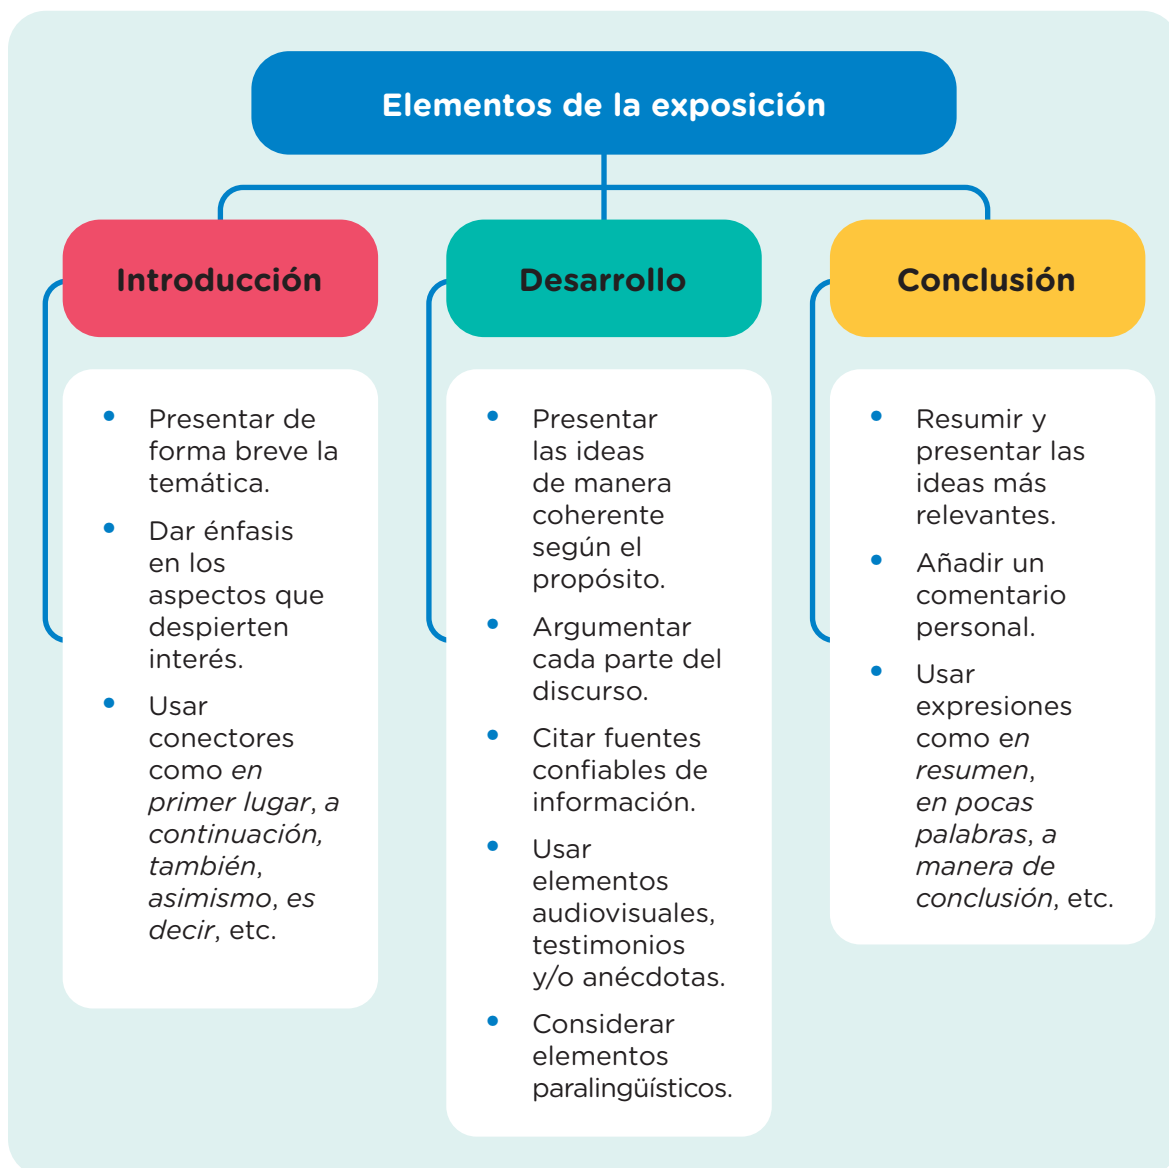 Elementos de la exposición
Introducción
• Presentar de
forma breve la
temática.
• Dar énfasis
en los
aspectos que
despierten
interés.
• Usar
conectores
como en
primer lugar, a
continuación,
también,
asimismo, es
decir, etc.
Desarrollo
• Presentar
las ideas
de manera
coherente
según el
propósito.
• Argumentar
cada parte del
discurso.
• Citar fuentes
confiables de
información.
• Usar
elementos
audiovisuales,
testimonios
y/o anécdotas.
• Considerar
elementos
paralingüísticos.
Conclusión
• Resumir y
presentar las
ideas más
relevantes.
• Añadir un
comentario
personal.
• Usar
expresiones
como en
resumen,
en pocas
palabras, a
manera de
conclusión, etc.